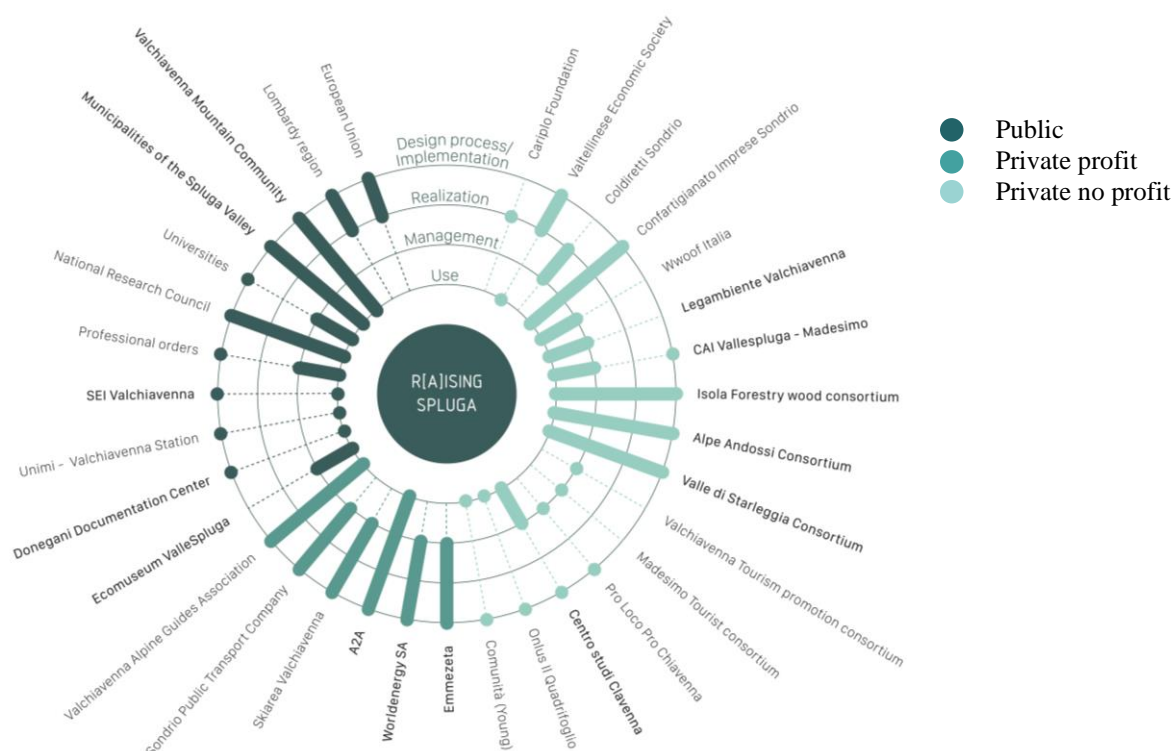 Public
Private profit
Private no profit
Design process/
Implementation
Realization
Management
Use
R[A]ISING
SPLUGA
European Union
Lombardy region
Valchiavenna Mountain Community
Municipalities of the Spluga Valley
Universities
National Research Council
Professional orders
SEI Valchiavenna
Unimi - Valchiavenna Station
Donegani Documentation Center
Ecomuseum ValleSpluga
Valchiavenna Alpine Guides Association
Sondrio Public Transport Company
Skiarea Valchiavenna
A2A
Worldenergy SA
Emmezeta
Comunità (Young)
Onlus Il Quadrifoglio
Centro studi Clavenna
Pro Loco Pro Chiavenna
Madesimo Tourist consortium
Valchiavenna Tourism promotion consortium
Valle di Starleggia Consortium
Alpe Andossi Consortium
Isola Forestry wood consortium
CAI Vallespluga - Madesimo
Legambiente Valchiavenna
Wwoof Italia
Confartigianato Imprese Sondrio
Coldiretti Sondrio
Valtellinese Economic Society
Cariplo Foundation